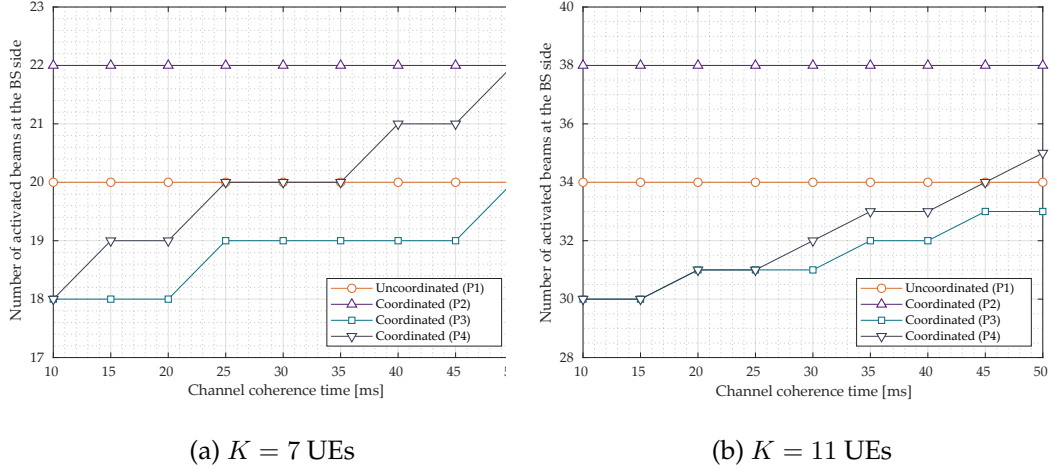 23
22
21
20
19
18
17
Number of activated beams at the BS side
Uncoordinated (P1)
Coordinated (P2)
Coordinated (P3)
Coordinated (P4)
10 15 20 25 30 35 40 45 5
Channel coherence time [ms]
(a) K = 7 UEs
40
38
36
34
32
30
28
Number of activated beams at the BS side
Uncoordinated (P1)
Coordinated (P2)
Coordinated (P3)
Coordinated (P4)
10 15 20 25 30 35 40 45 50
Channel coherence time [ms]
(b) K = 11 UEs